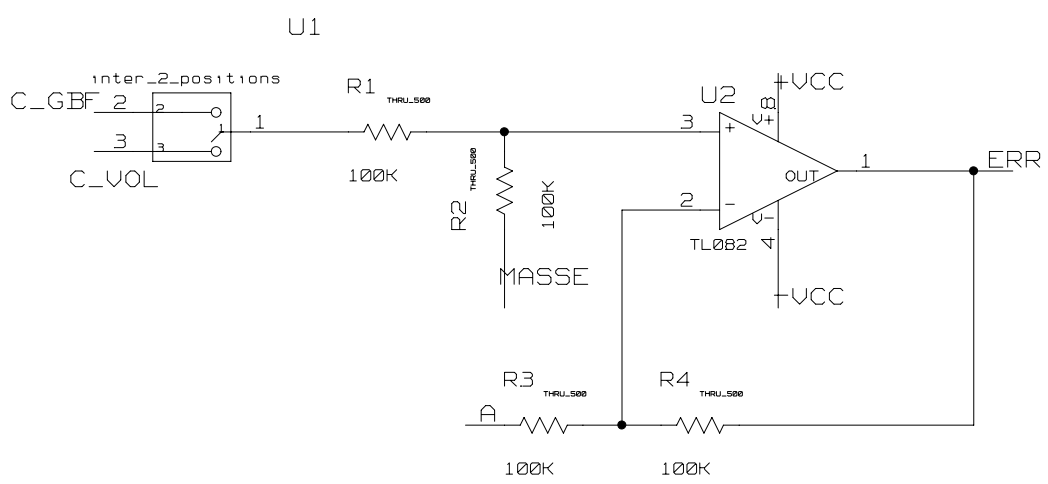 U1
inter_2_positions
C_GBF 2 2
1 1
3 3
C_VOL
R1
THRU_500
100K
R2
THRU_500
100K
MASSE
U2
+VCC
8
V+
3 +
2 -
OUT
1
ERR
V-
4
TL082
-VCC
R3
THRU_500
100K
A
R4
THRU_500
100K